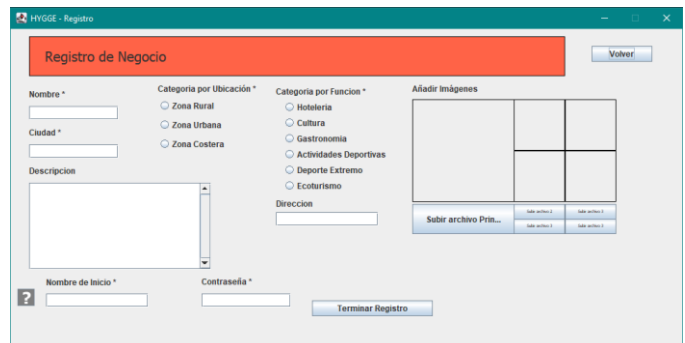 HYGGE - Registro
Registro de Negocio
Volver
Nombre *
Ciudad *
Descripcion
Categoria por Ubicación *
Zona Rural
Zona Urbana
Zona Costera
Categoria por Funcion *
Hoteleria
Cultura
Gastronomia
Actividades Deportivas
Deporte Extremo
Ecoturismo
Direccion
Añadir Imàgenes
Subir archivo Prin...
Nombre de Inicio *
Contraseña *
?
Terminar Registro